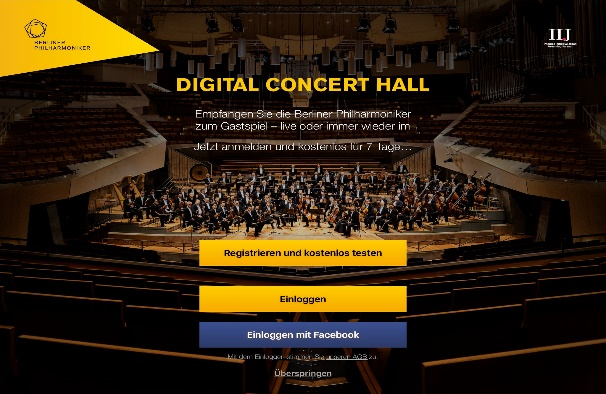 BERLINER
PHILHARMONIKER
IIJ
DIGITAL CONCERT HALL
Empfangen Sie die Berliner Philharmoniker
zum Gastspiel – live oder immer wieder im
Jetzt anmelden und kostenlos für 7 Tage…
Registrieren und kostenlos testen
Einloggen
Einloggen mit Facebook
Mit dem Einloggen stimmen Sie unseren AGB zu
Überspringen